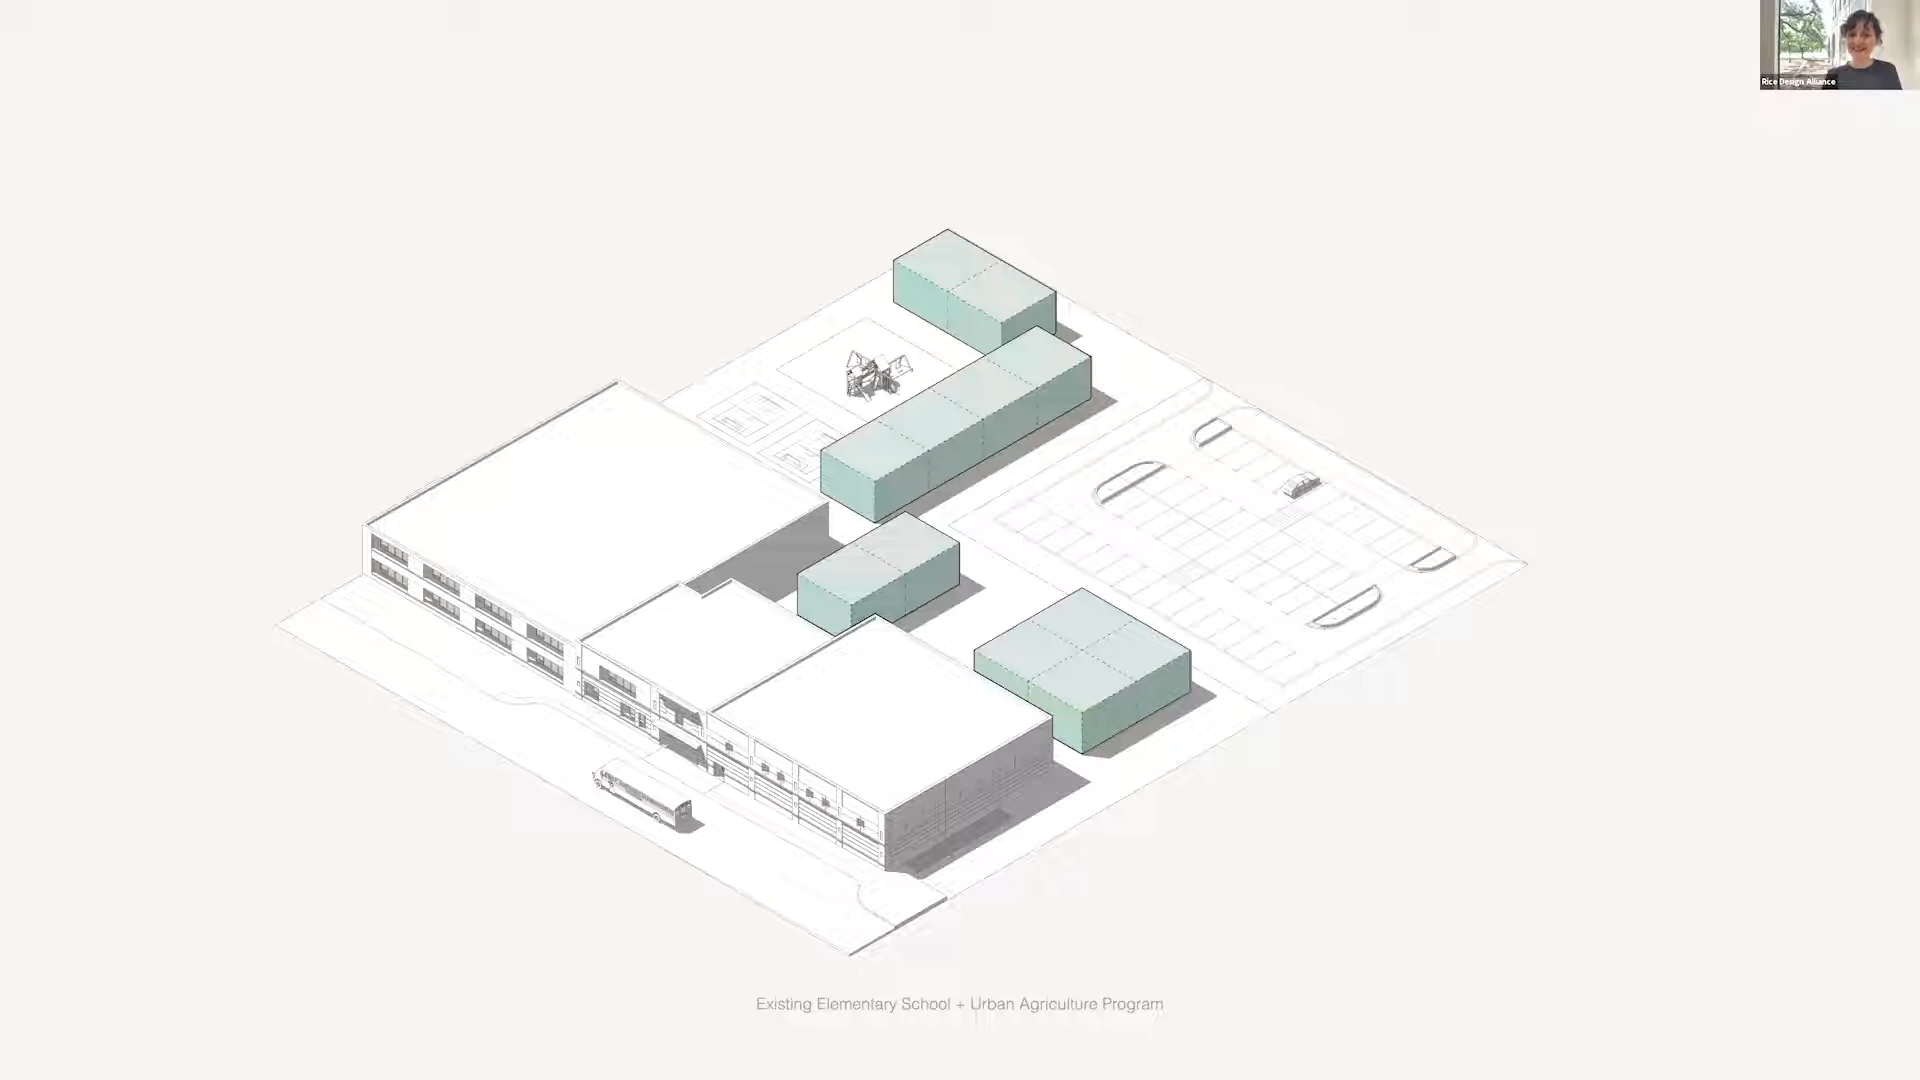 Rice Design Alliance
Existing Elementary School + Urban Agriculture Program